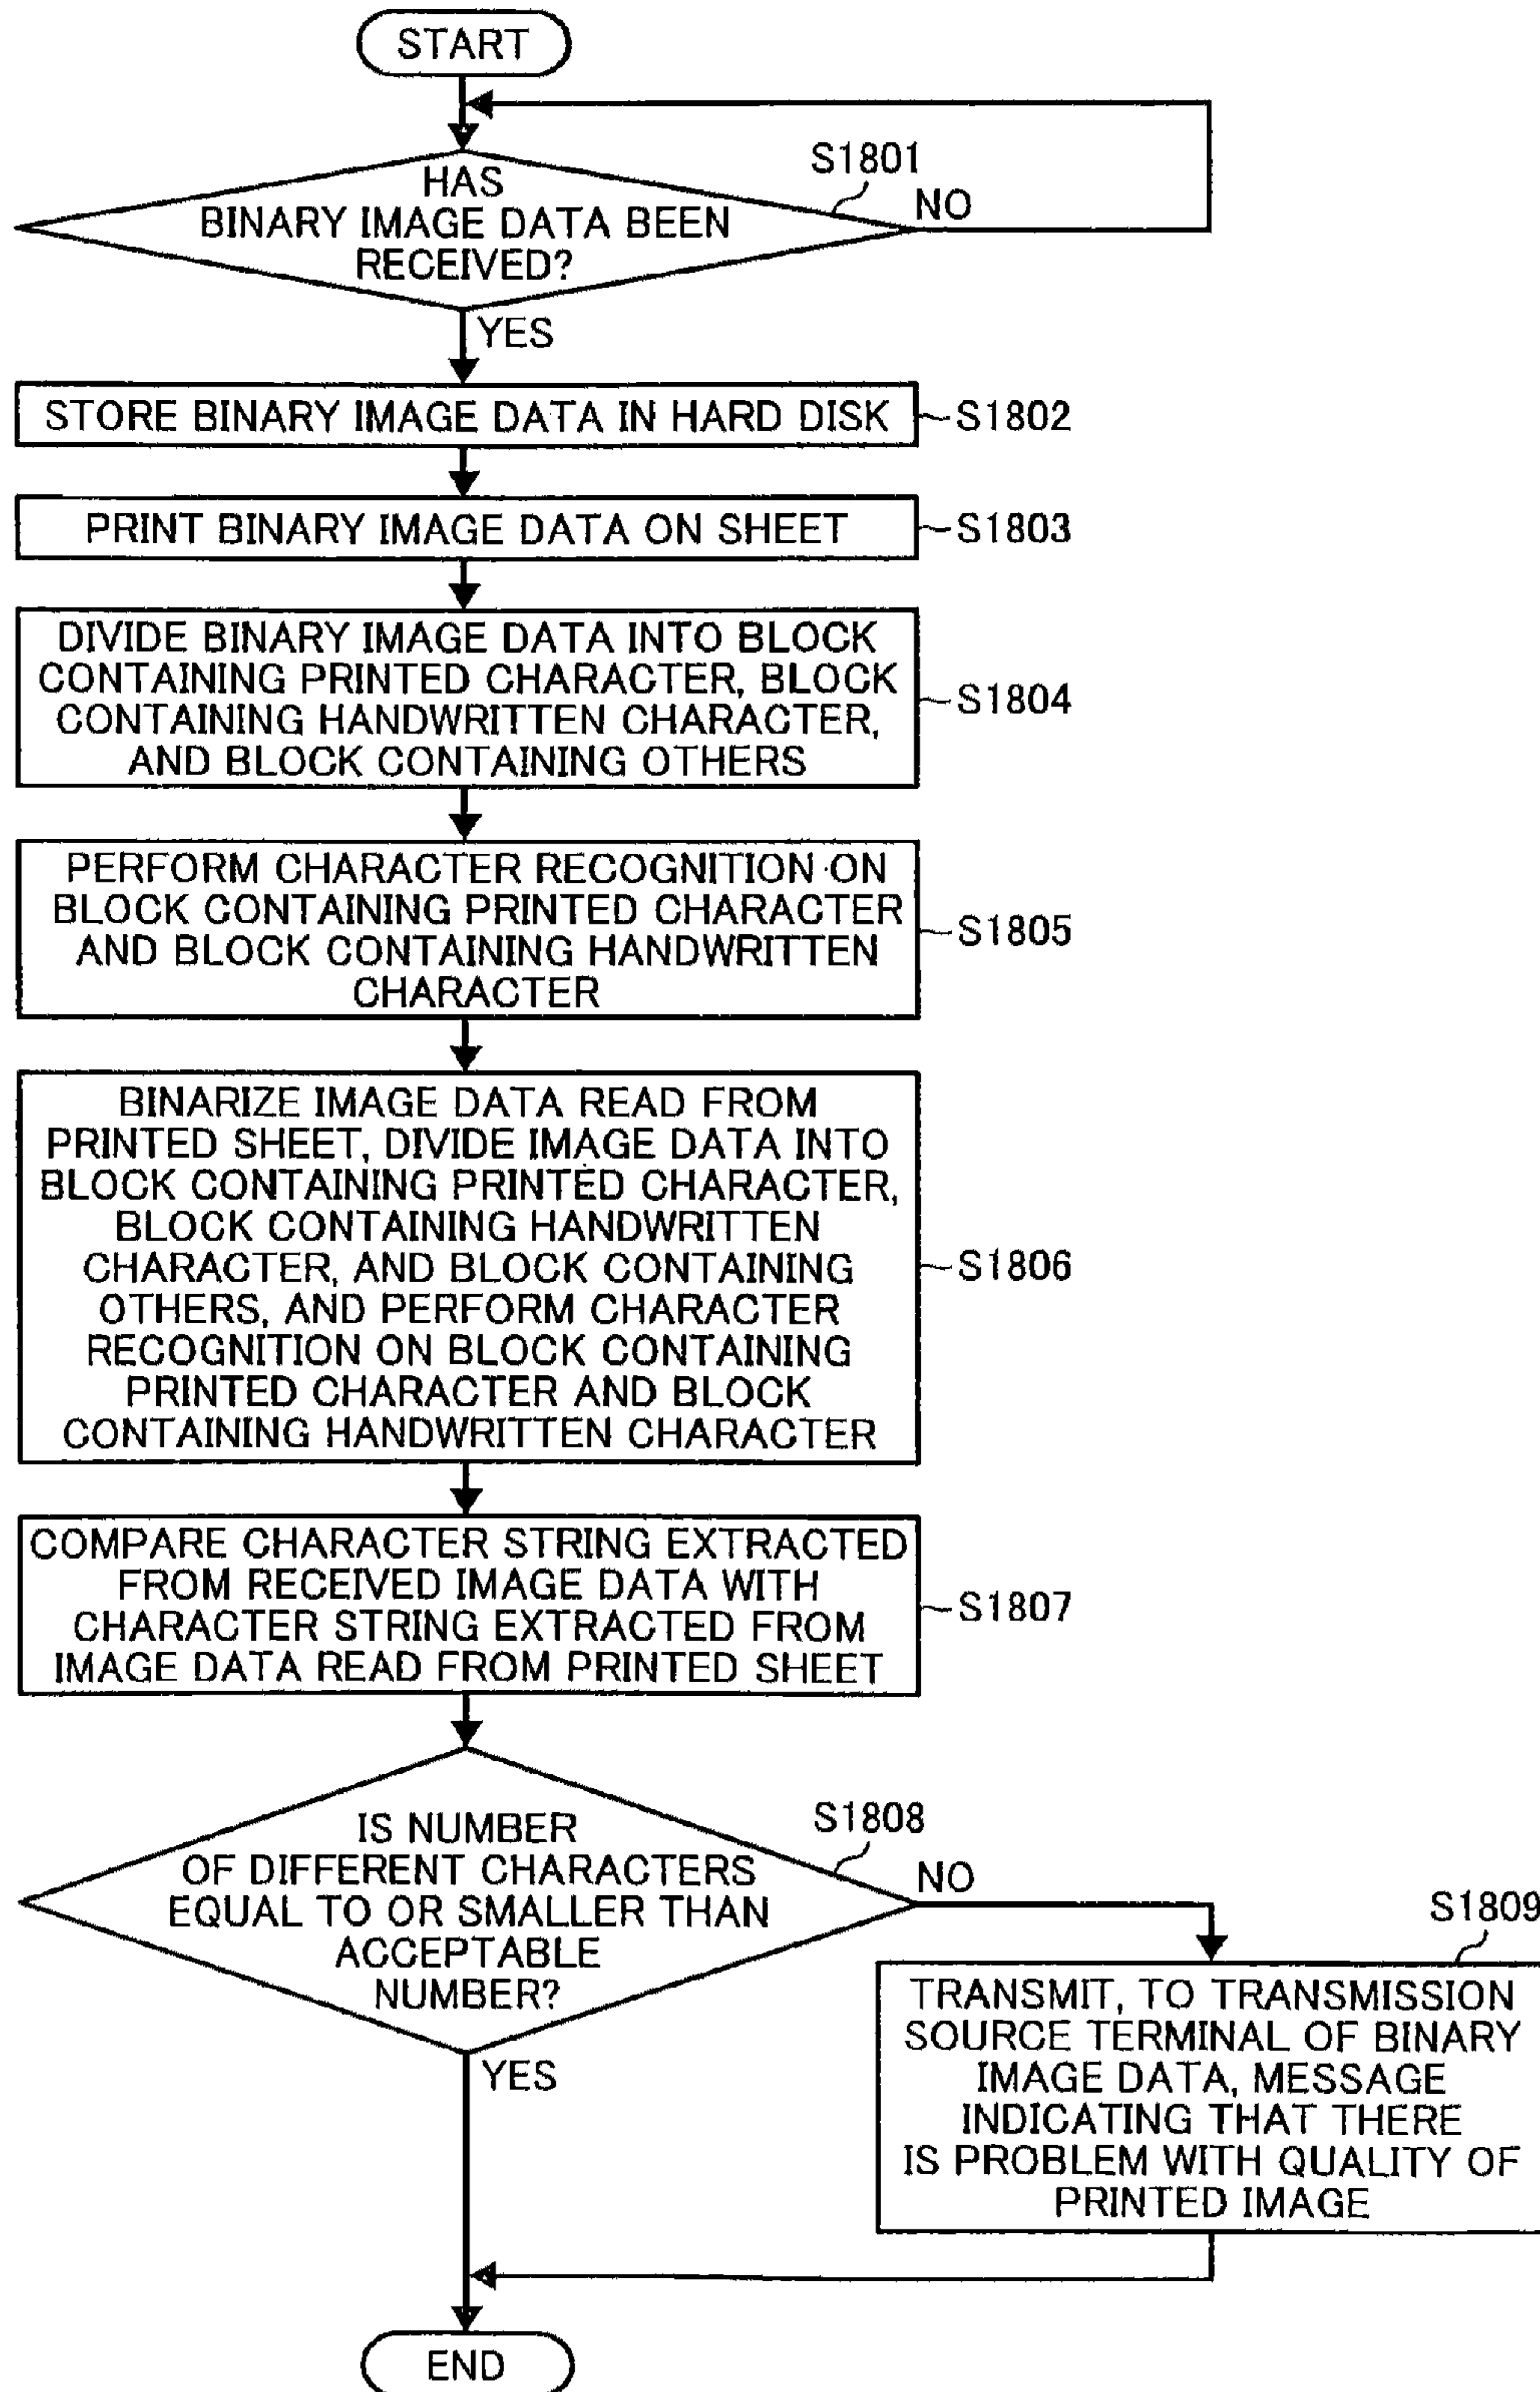 START
S1801
HAS
BINARY IMAGE DATA BEEN
RECEIVED?
NO
YES
STORE BINARY IMAGE DATA IN HARD DISK
S1802
PRINT BINARY IMAGE DATA ON SHEET
S1803
DIVIDE BINARY IMAGE DATA INTO BLOCK
CONTAINING PRINTED CHARACTER, BLOCK
CONTAINING HANDWRITTEN CHARACTER,
AND BLOCK CONTAINING OTHERS
S1804
PERFORM CHARACTER RECOGNITION ON
BLOCK CONTAINING PRINTED CHARACTER
AND BLOCK CONTAINING HANDWRITTEN
CHARACTER
S1805
BINARIZE IMAGE DATA READ FROM
PRINTED SHEET, DIVIDE IMAGE DATA INTO
BLOCK CONTAINING PRINTED CHARACTER,
BLOCK CONTAINING HANDWRITTEN
CHARACTER, AND BLOCK CONTAINING
OTHERS, AND PERFORM CHARACTER
RECOGNITION ON BLOCK CONTAINING
PRINTED CHARACTER AND BLOCK
CONTAINING HANDWRITTEN CHARACTER
S1806
COMPARE CHARACTER STRING EXTRACTED
FROM RECEIVED IMAGE DATA WITH
CHARACTER STRING EXTRACTED FROM
IMAGE DATA READ FROM PRINTED SHEET
S1807
S1808
IS NUMBER
OF DIFFERENT CHARACTERS
EQUAL TO OR SMALLER THAN
ACCEPTABLE
NUMBER?
NO
YES
S1809
TRANSMIT, TO TRANSMISSION
SOURCE TERMINAL OF BINARY
IMAGE DATA, MESSAGE
INDICATING THAT THERE
IS PROBLEM WITH QUALITY OF
PRINTED IMAGE
END